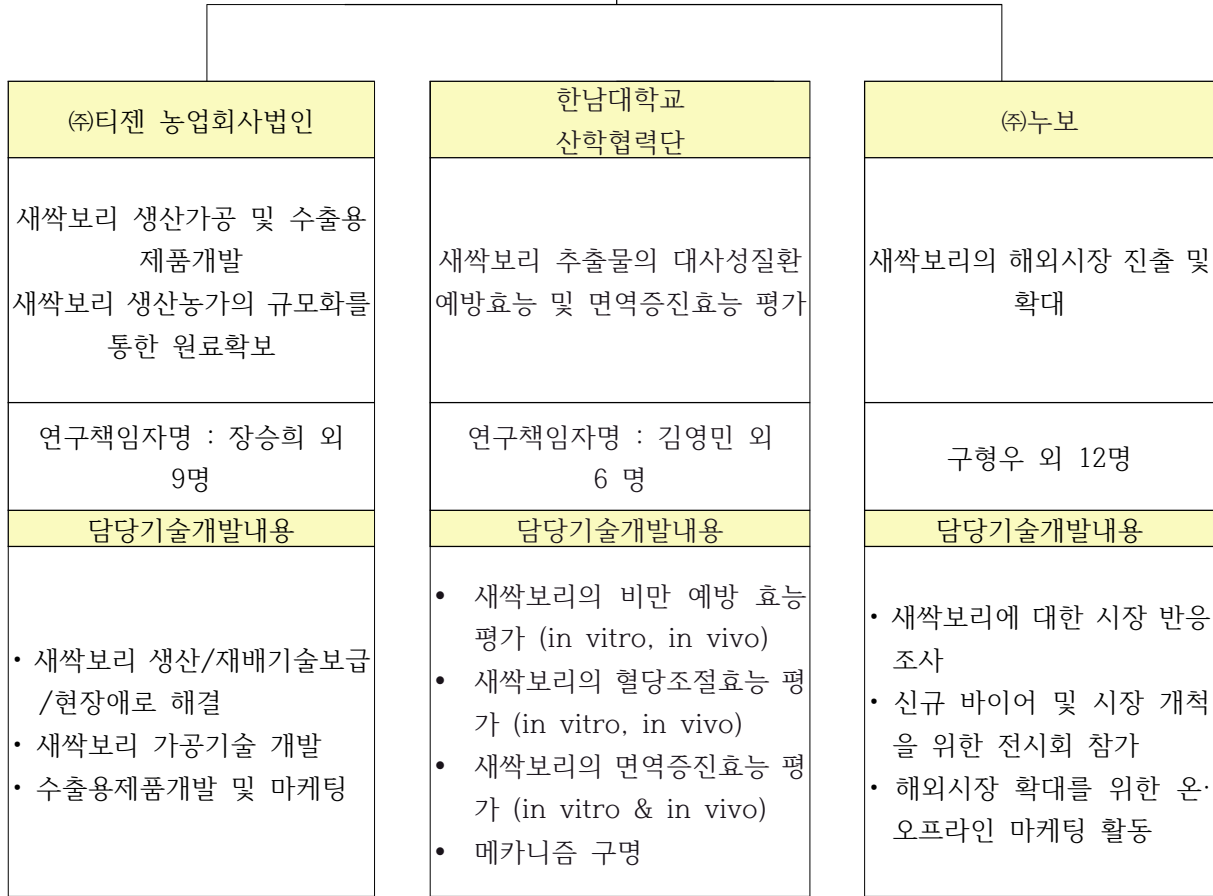 ㈜티젠 농업회사법인
새싹보리 생산가공 및 수출용
제품개발
새싹보리 생산농가의 규모화를
통한 원료확보
연구책임자명 : 장승희 외
9명
담당기술개발내용
• 새싹보리 생산/재배기술보급
/현장애로 해결
• 새싹보리 가공기술 개발
• 수출용제품개발 및 마케팅
한남대학교
산학협력단
새싹보리 추출물의 대사성질환
예방효능 및 면역증진효능 평가
연구책임자명 : 김영민 외
6 명
담당기술개발내용
• 새싹보리의 비만 예방 효능
평가 (in vitro, in vivo)
• 새싹보리의 혈당조절효능 평
가 (in vitro, in vivo)
• 새싹보리의 면역증진효능 평
가 (in vitro & in vivo)
• 메카니즘 구명
㈜누보
새싹보리의 해외시장 진출 및
확대
구형우 외 12명
담당기술개발내용
• 새싹보리에 대한 시장 반응
조사
• 신규 바이어 및 시장 개척
을 위한 전시회 참가
• 해외시장 확대를 위한 온·
오프라인 마케팅 활동